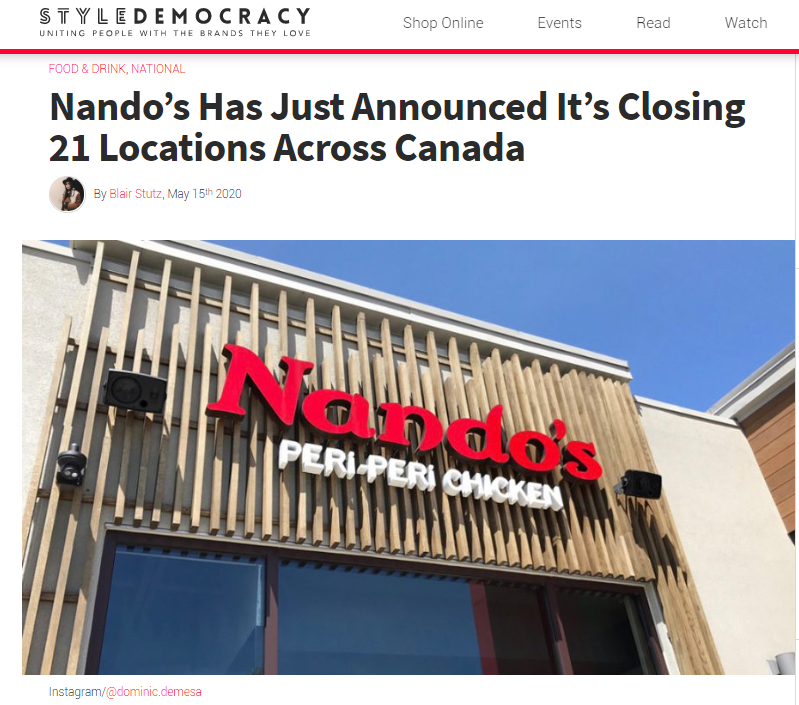 STYLEDEMOCRACY
UNITING PEOPLE WITH THE BRANDS THEY LOVE
Shop Online Events Read Watch
FOOD & DRINK, NATIONAL
Nando’s Has Just Announced It’s Closing
21 Locations Across Canada
By Blair Stutz, May 15th 2020
Nando's
PERi-PERi CHICKEN
Instagram/@dominic.demesa